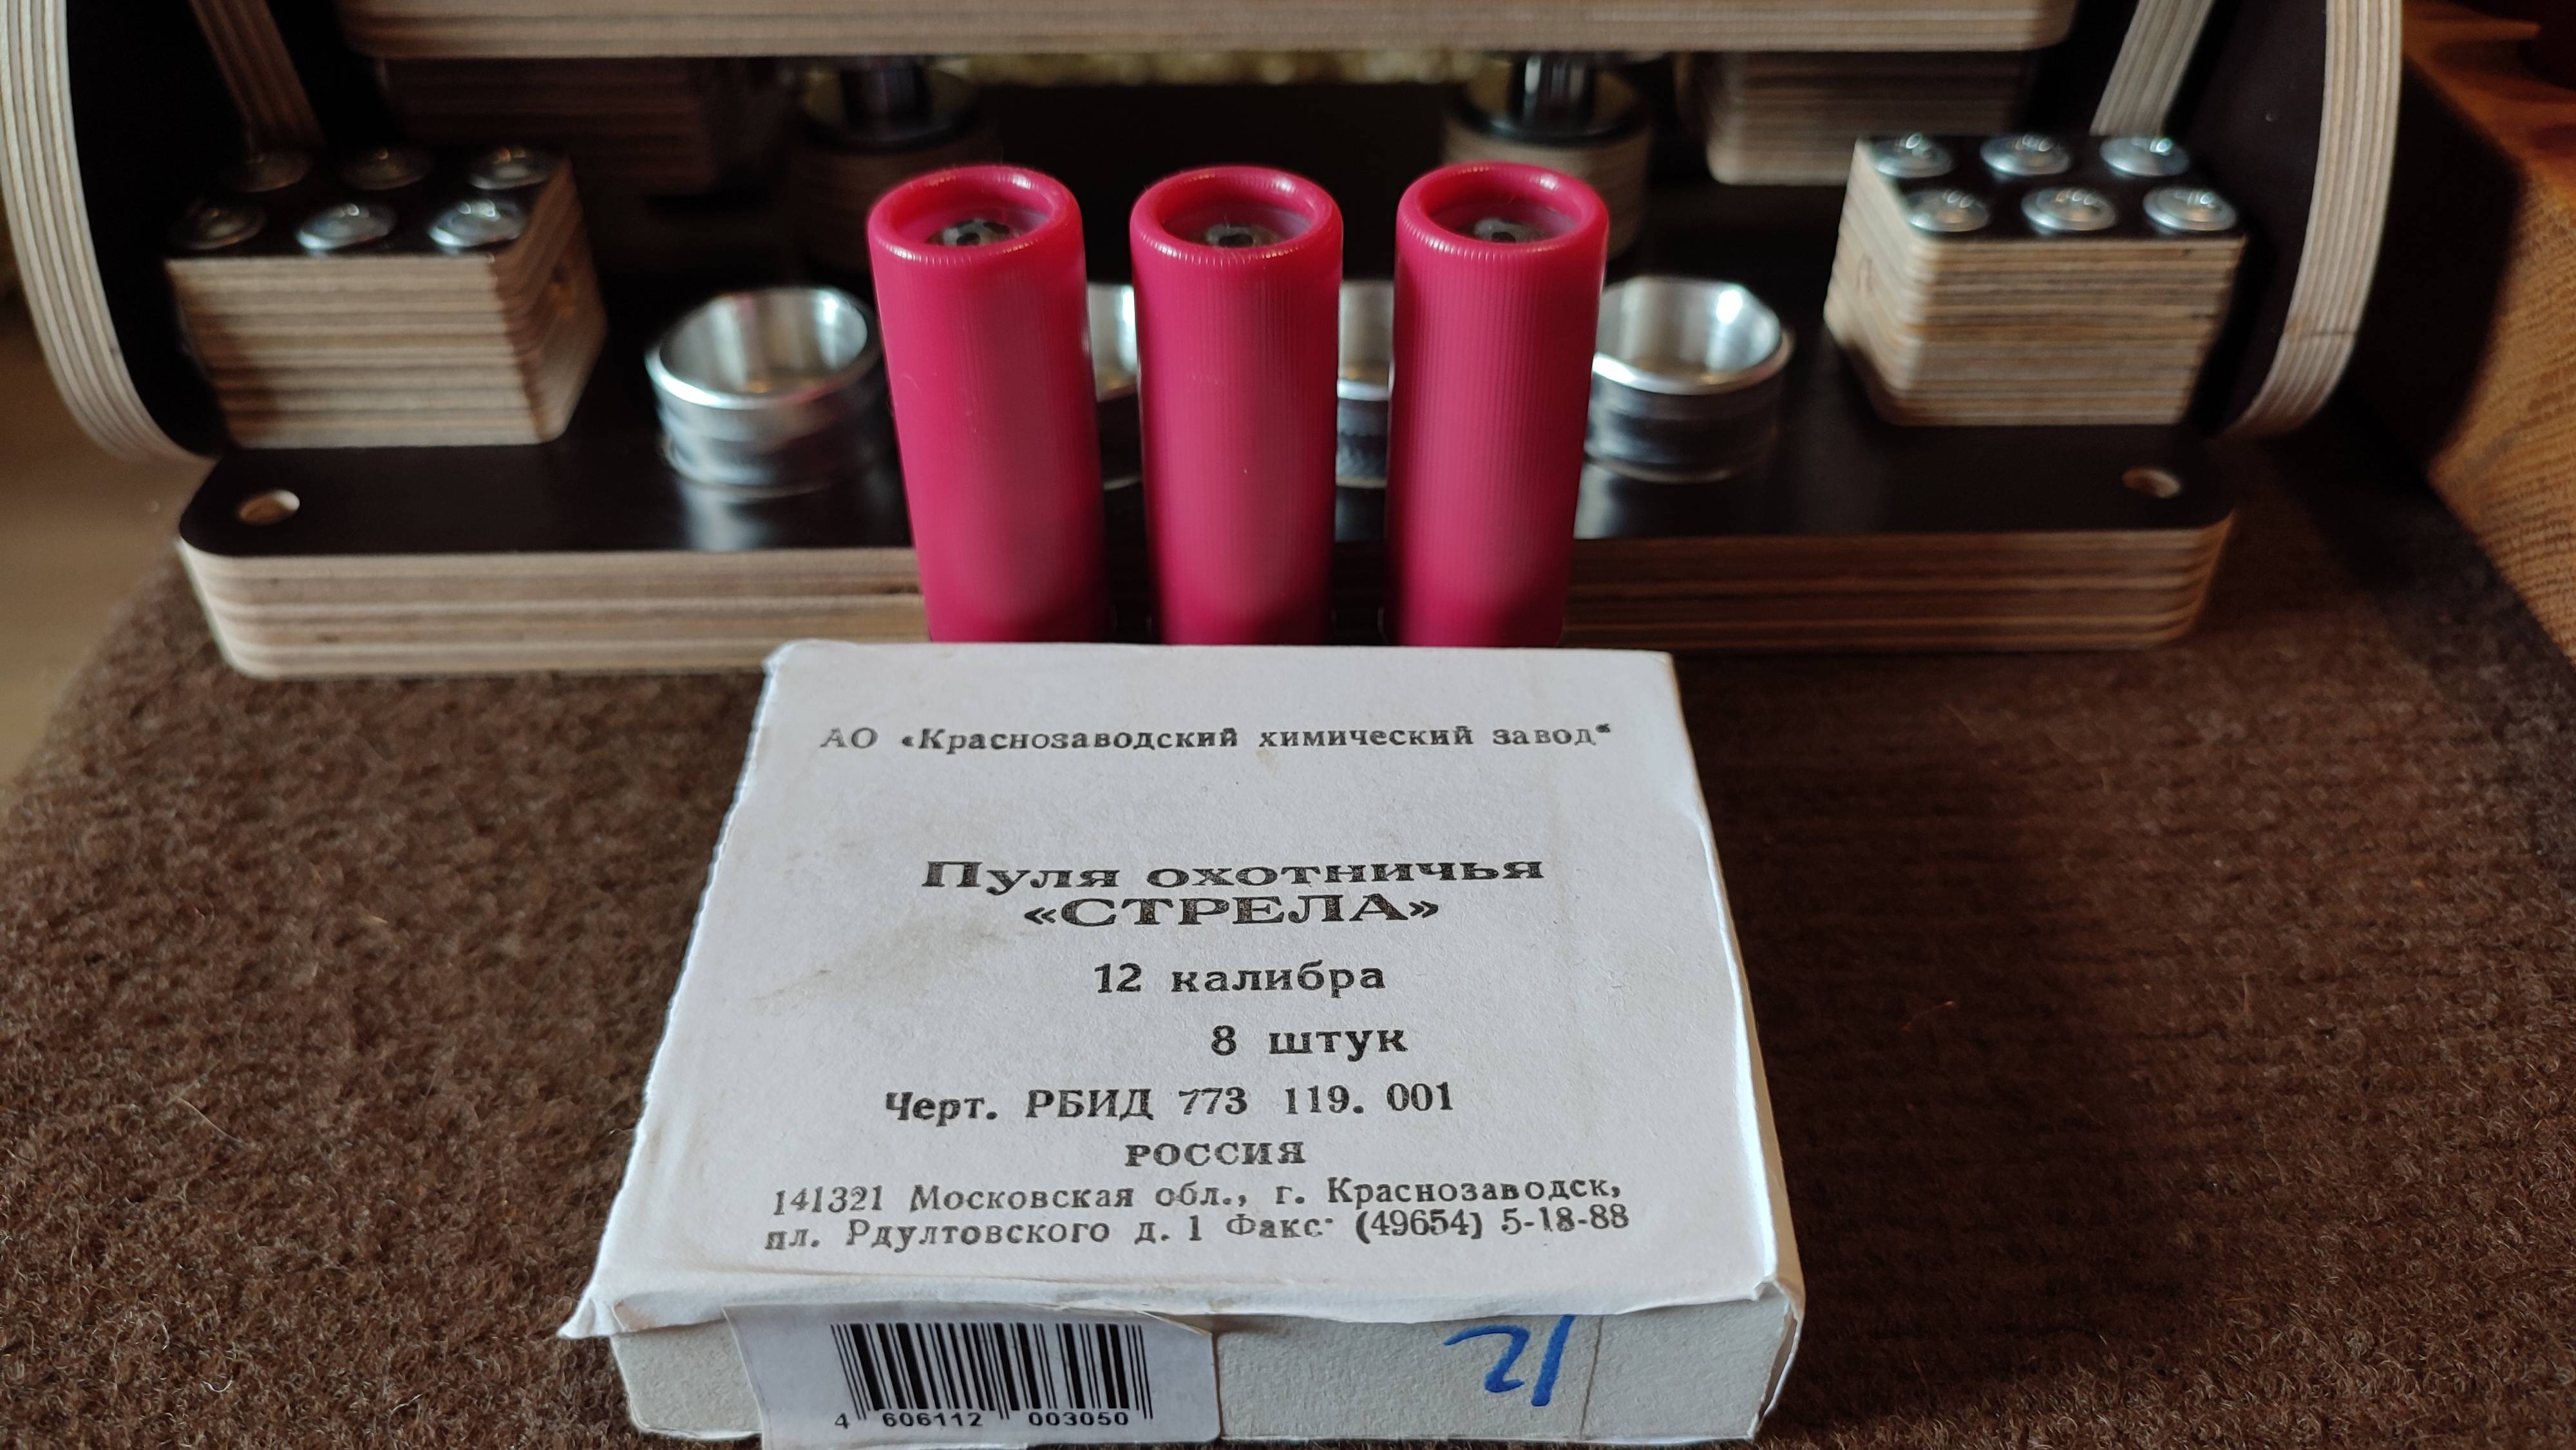 АО «Краснозаводский химический завод“
Пуля охотничья
«СТРЕЛА»
12 калибра
8 штук
Черт. РБИД 773 119. 001
РОССИЯ
141321 Московская обл., г. Краснозаводск,
пл. Рдултовского д. 1 Факс: (49654) 5-18-88
12
4 606112 003050